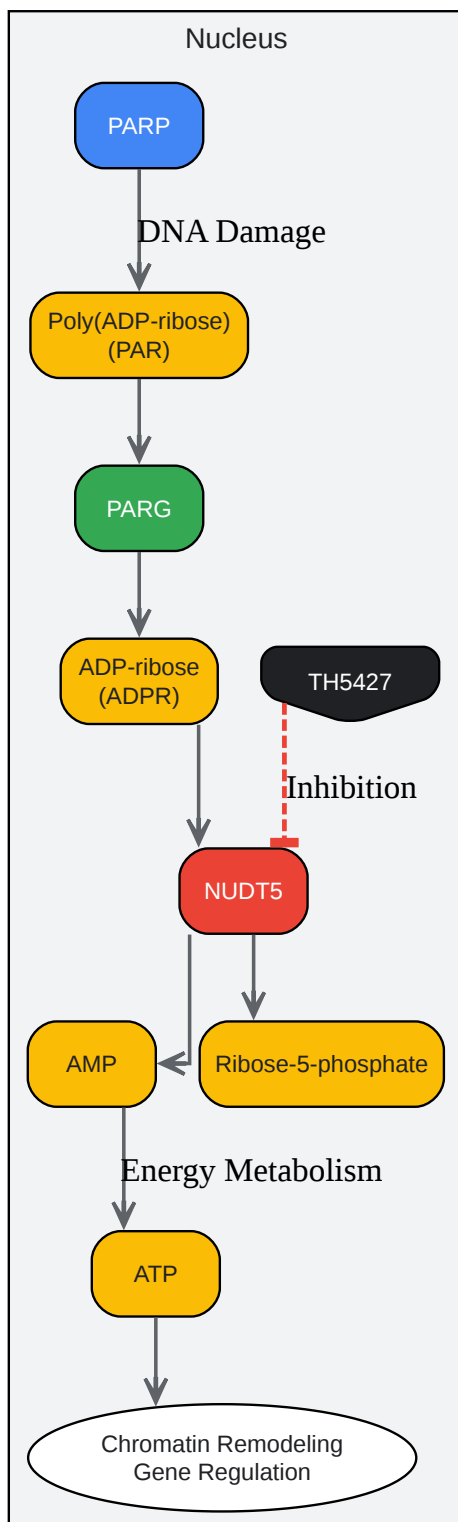 Nucleus
PARP
DNA Damage
Poly(ADP-ribose)
(PAR)
PARG
ADP-ribose
(ADPR)
TH5427
Inhibition
NUDT5
AMP
Ribose-5-phosphate
Energy Metabolism
ATP
Chromatin Remodeling
Gene Regulation